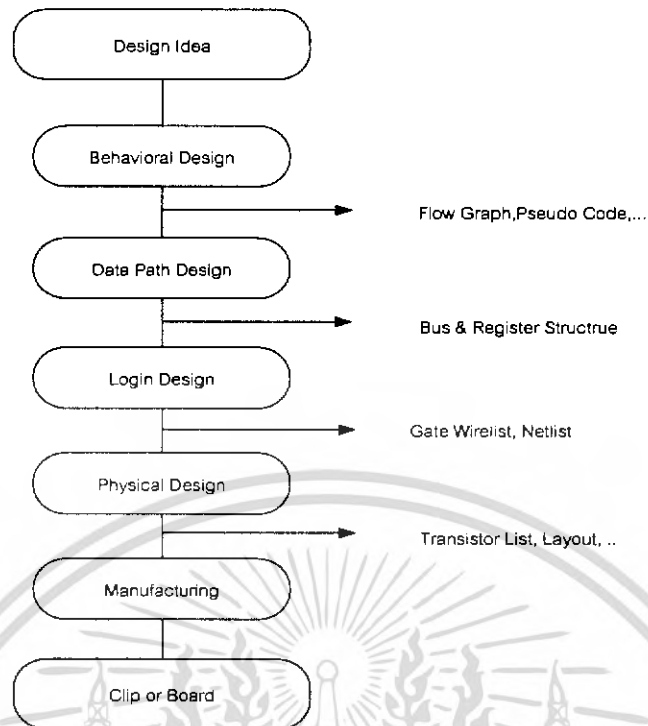 Design Idea
Behavioral Design
Flow Graph,Pseudo Code,...
Data Path Design
Bus & Register Structrue
Login Design
Gate Wirelist, Netlist
Physical Design
Transistor List, Layout, ..
Manufacturing
Clip or Board